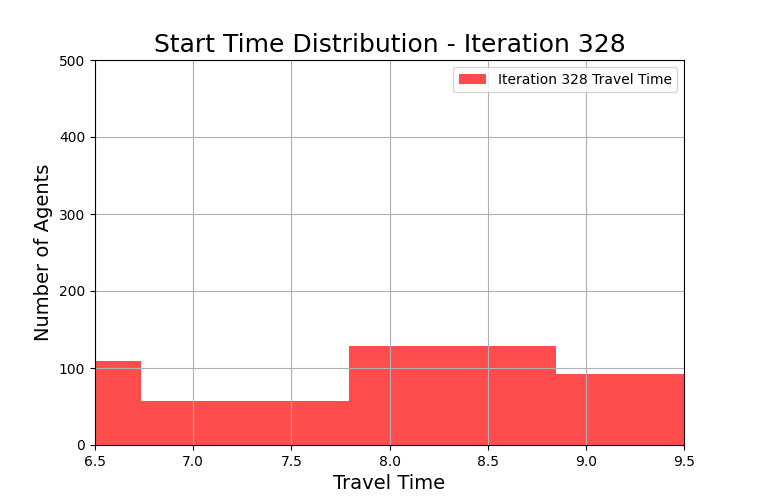 Start Time Distribution - Iteration 328
500
400
300
200
100
0
Number of Agents
Iteration 328 Travel Time
6.5 7.0 7.5 8.0 8.5 9.0 9.5
Travel Time